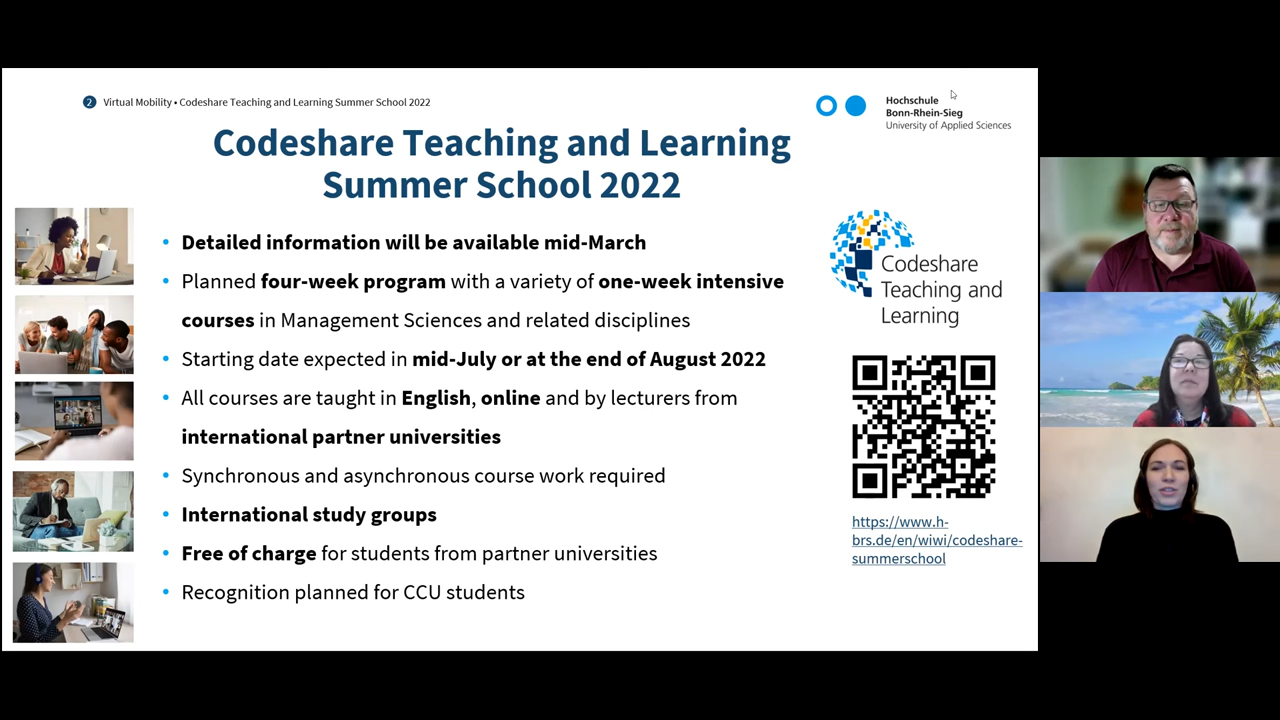 2 Virtual Mobility • Codeshare Teaching and Learning Summer School 2022
Hochschule
Bonn-Rhein-Sieg
University of Applied Sciences
Codeshare Teaching and Learning
Summer School 2022
• Detailed information will be available mid-March
• Planned four-week program with a variety of one-week intensive
courses in Management Sciences and related disciplines
• Starting date expected in mid-July or at the end of August 2022
• All courses are taught in English, online and by lecturers from
international partner universities
• Synchronous and asynchronous course work required
• International study groups
• Free of charge for students from partner universities
• Recognition planned for CCU students
Codeshare
Teaching and
Learning
https://www.h-
brs.de/en/wiwi/codeshare-
summerschool